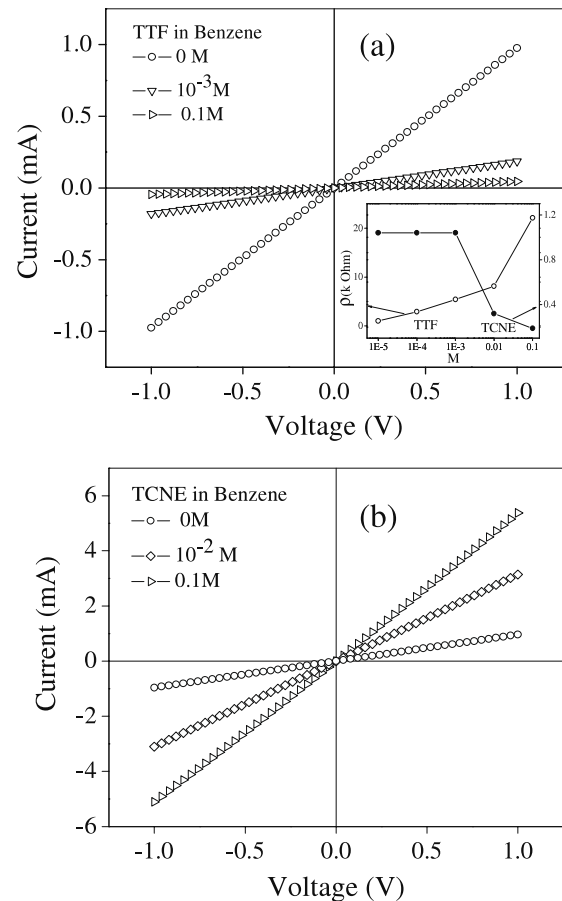 TTF in Benzene
(a)
0 M
10⁻³M
0.1M
1.0
0.5
0.0
-0.5
-1.0
Current (mA)
-1.0 -0.5 0.0 0.5 1.0
Voltage (V)
20
10
0
ρ(k Ohm)
1.2
0.8
0.4
TTF TCNE
1E-5 1E-4 1E-3 0.01 0.1
M
TCNE in Benzene
(b)
0M
10⁻² M
0.1M
6
4
2
0
-2
-4
-6
Current (mA)
-1.0 -0.5 0.0 0.5 1.0
Voltage (V)